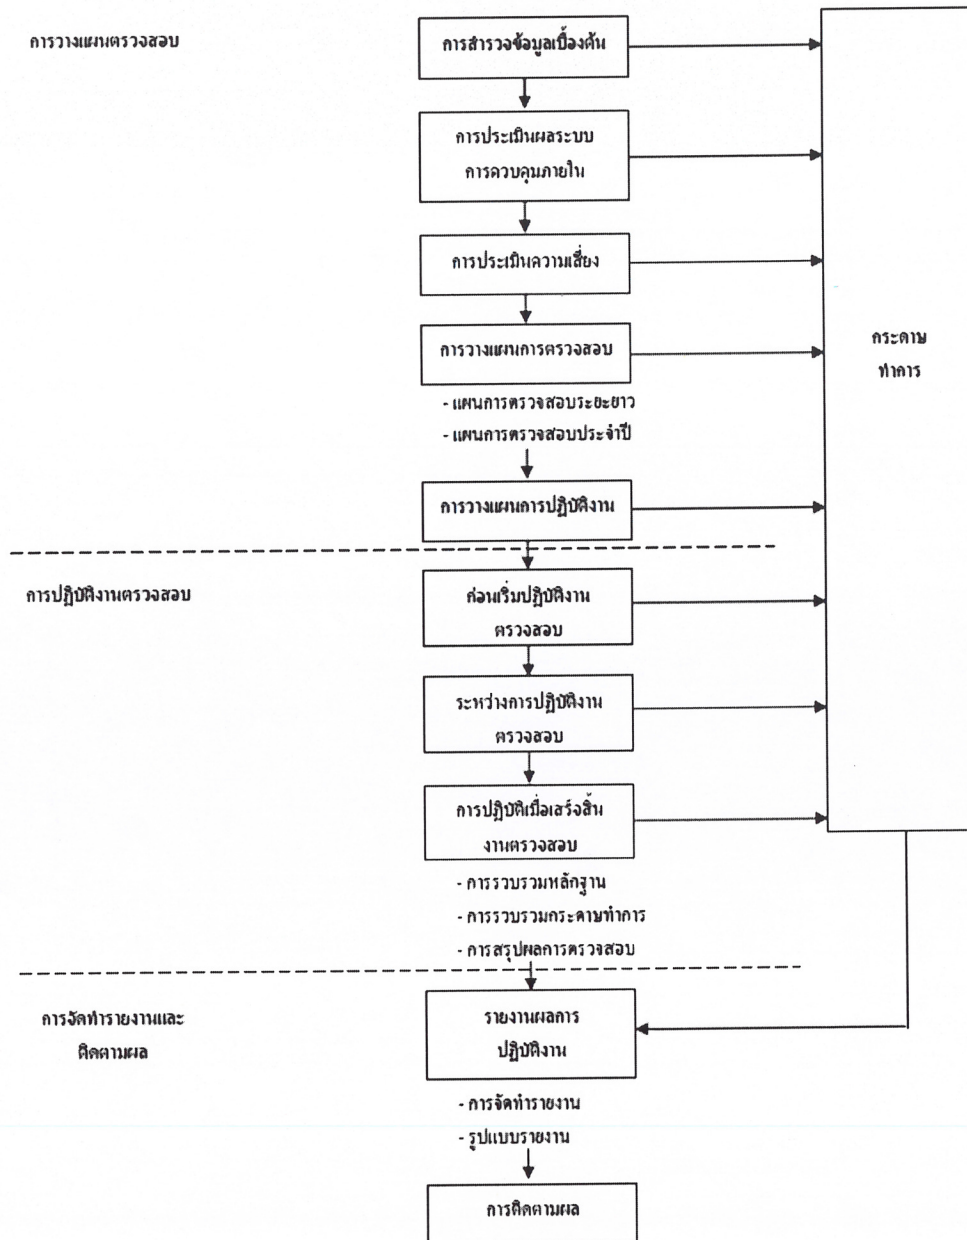 การวางแผนตรวจสอบ
การสำรวจข้อมูลเบื้องต้น
การประเมินผลระบบ
การควบคุมภายใน
การประเมินความเสี่ยง
การวางแผนการตรวจสอบ
- แผนการตรวจสอบระยะยาว
- แผนการตรวจสอบประจำปี
การวางแผนการปฏิบัติงาน
กระดาษ
ทำการ
การปฏิบัติงานตรวจสอบ
ก่อนเริ่มปฏิบัติงาน
ตรวจสอบ
ระหว่างการปฏิบัติงาน
ตรวจสอบ
การปฏิบัติเมื่อเสร็จสิ้น
งานตรวจสอบ
- การรวบรวมหลักฐาน
- การรวบรวมกระดาษทำการ
- การสรุปผลการตรวจสอบ
การจัดทำรายงานและ
ติดตามผล
รายงานผลการ
ปฏิบัติงาน
- การจัดทำรายงาน
- รูปแบบรายงาน
การติดตามผล